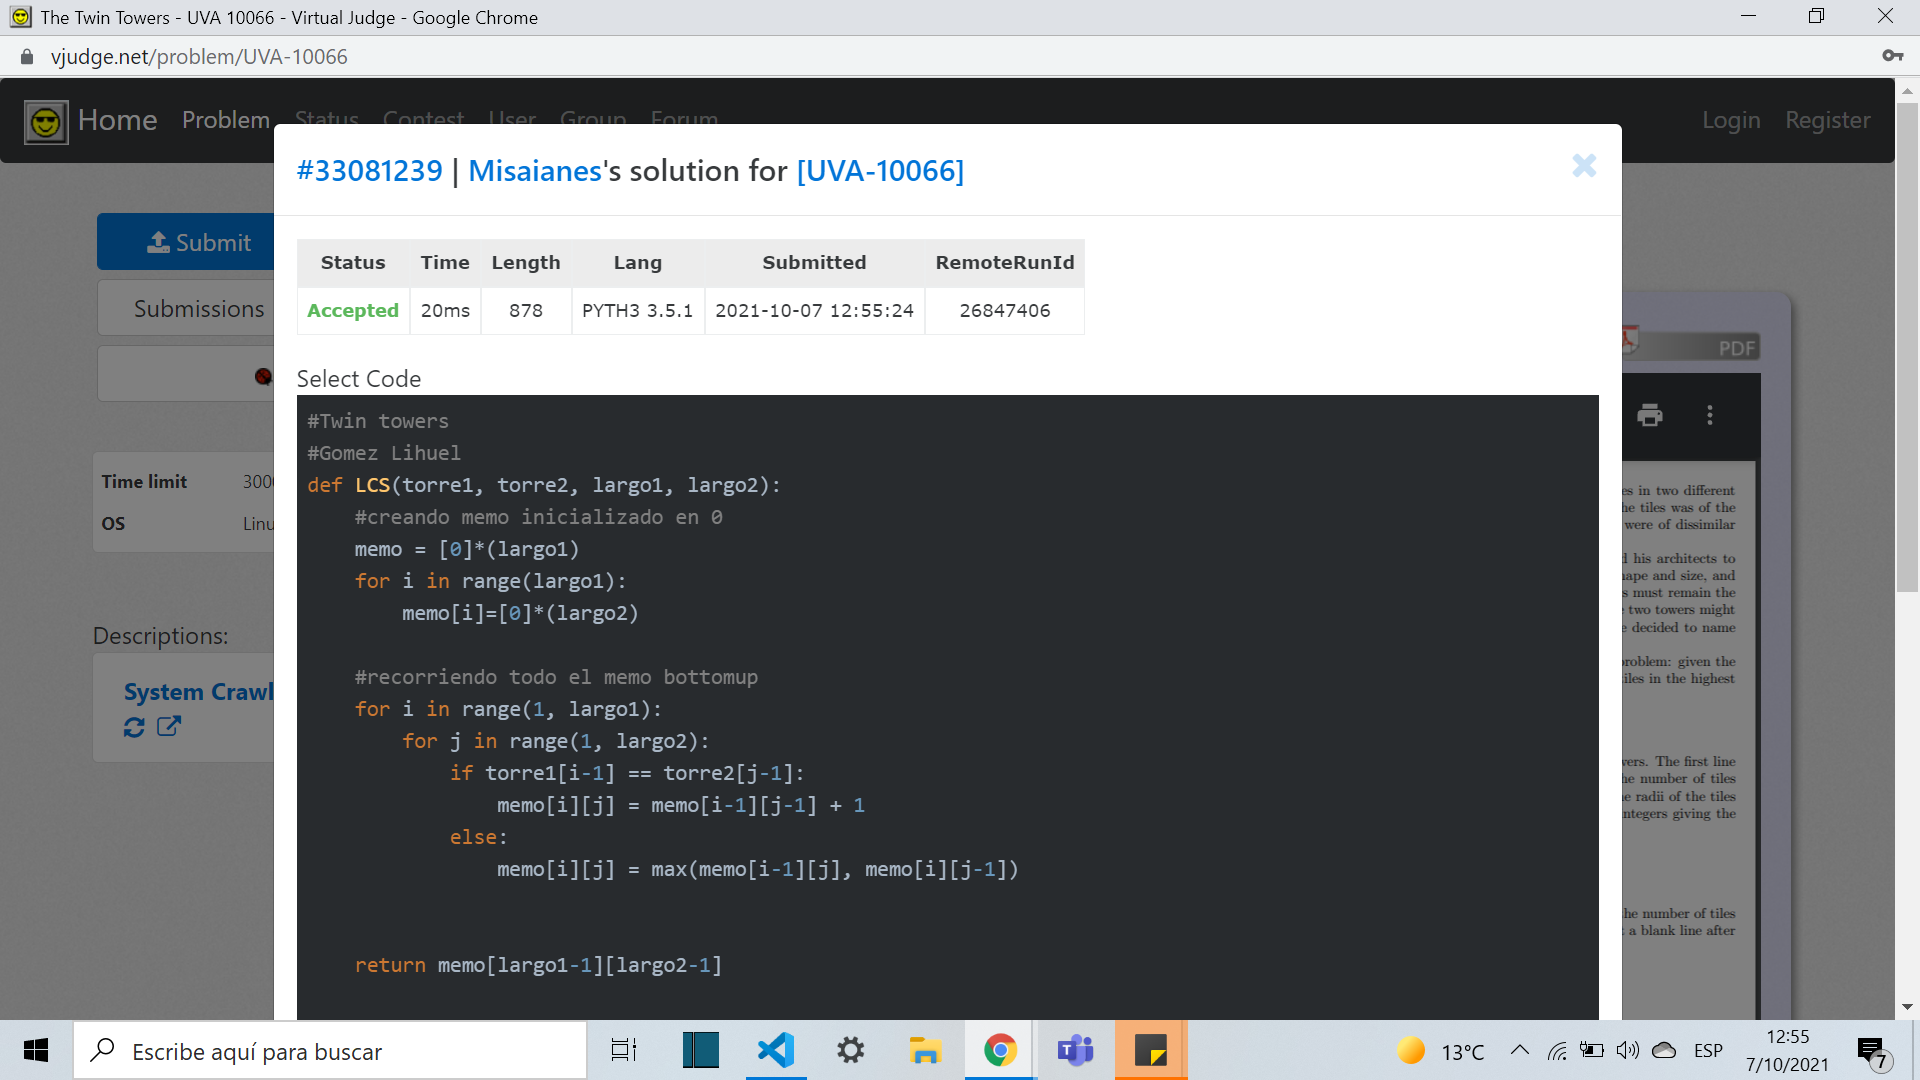 The Twin Towers - UVA 10066 - Virtual Judge - Google Chrome
vjudge.net/problem/UVA-10066
Home Problem Status Contest User Group Forum Login Register
#33081239 | Misaianes's solution for [UVA-10066]
Submit
Submissions
Status Time Length Lang Submitted RemoteRunId
Accepted 20ms 878 PYTH3 3.5.1 2021-10-07 12:55:24 26847406
PDF
Select Code
Time limit
OS
Descriptions:
System Crawl
#Twin towers
#Gomez Lihuel
def LCS(torre1, torre2, largo1, largo2):
    #creando memo inicializado en 0
    memo = [0]*(largo1)
    for i in range(largo1):
        memo[i]=[0]*(largo2)
    #recorriendo todo el memo bottomup
    for i in range(1, largo1):
        for j in range(1, largo2):
            if torre1[i-1] == torre2[j-1]:
                memo[i][j] = memo[i-1][j-1] + 1
            else:
                memo[i][j] = max(memo[i-1][j], memo[i][j-1])
    return memo[largo1-1][largo2-1]
es in two different
he tiles was of the
were of dissimilar
his architects to
ape and size, and
s must remain the
two towers might
decided to name
problem: given the
iles in the highest
wers. The first line
he number of tiles
e radii of the tiles
ntegers giving the
he number of tiles
a blank line after
Escribe aquí para buscar
13°C
ESP
12:55
7/10/2021
7